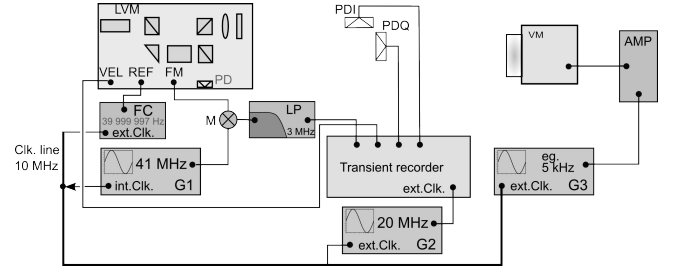 LVM
VEL REF FM
PD
PDI
PDQ
VM
AMP
FC
39 999 997 Hz
ext.Clk.
M
LP
3 MHz
Clk. line
10 MHz
41 MHz
int.Clk. G1
Transient recorder
ext.Clk.
eg.
5 kHz
ext.Clk. G3
20 MHz
ext.Clk. G2